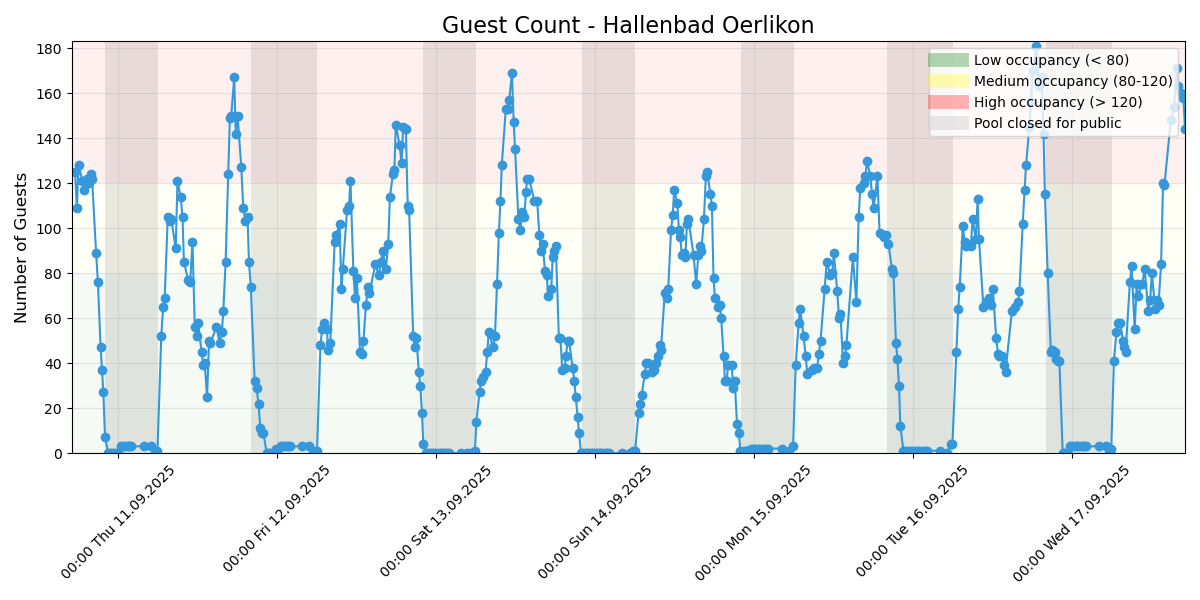 Guest Count - Hallenbad Oerlikon
Number of Guests
180
160
140
120
100
80
60
40
20
0
Low occupancy (< 80)
Medium occupancy (80-120)
High occupancy (> 120)
Pool closed for public
00:00 Thu 11.09.2025
00:00 Fri 12.09.2025
00:00 Sat 13.09.2025
00:00 Sun 14.09.2025
00:00 Mon 15.09.2025
00:00 Tue 16.09.2025
00:00 Wed 17.09.2025